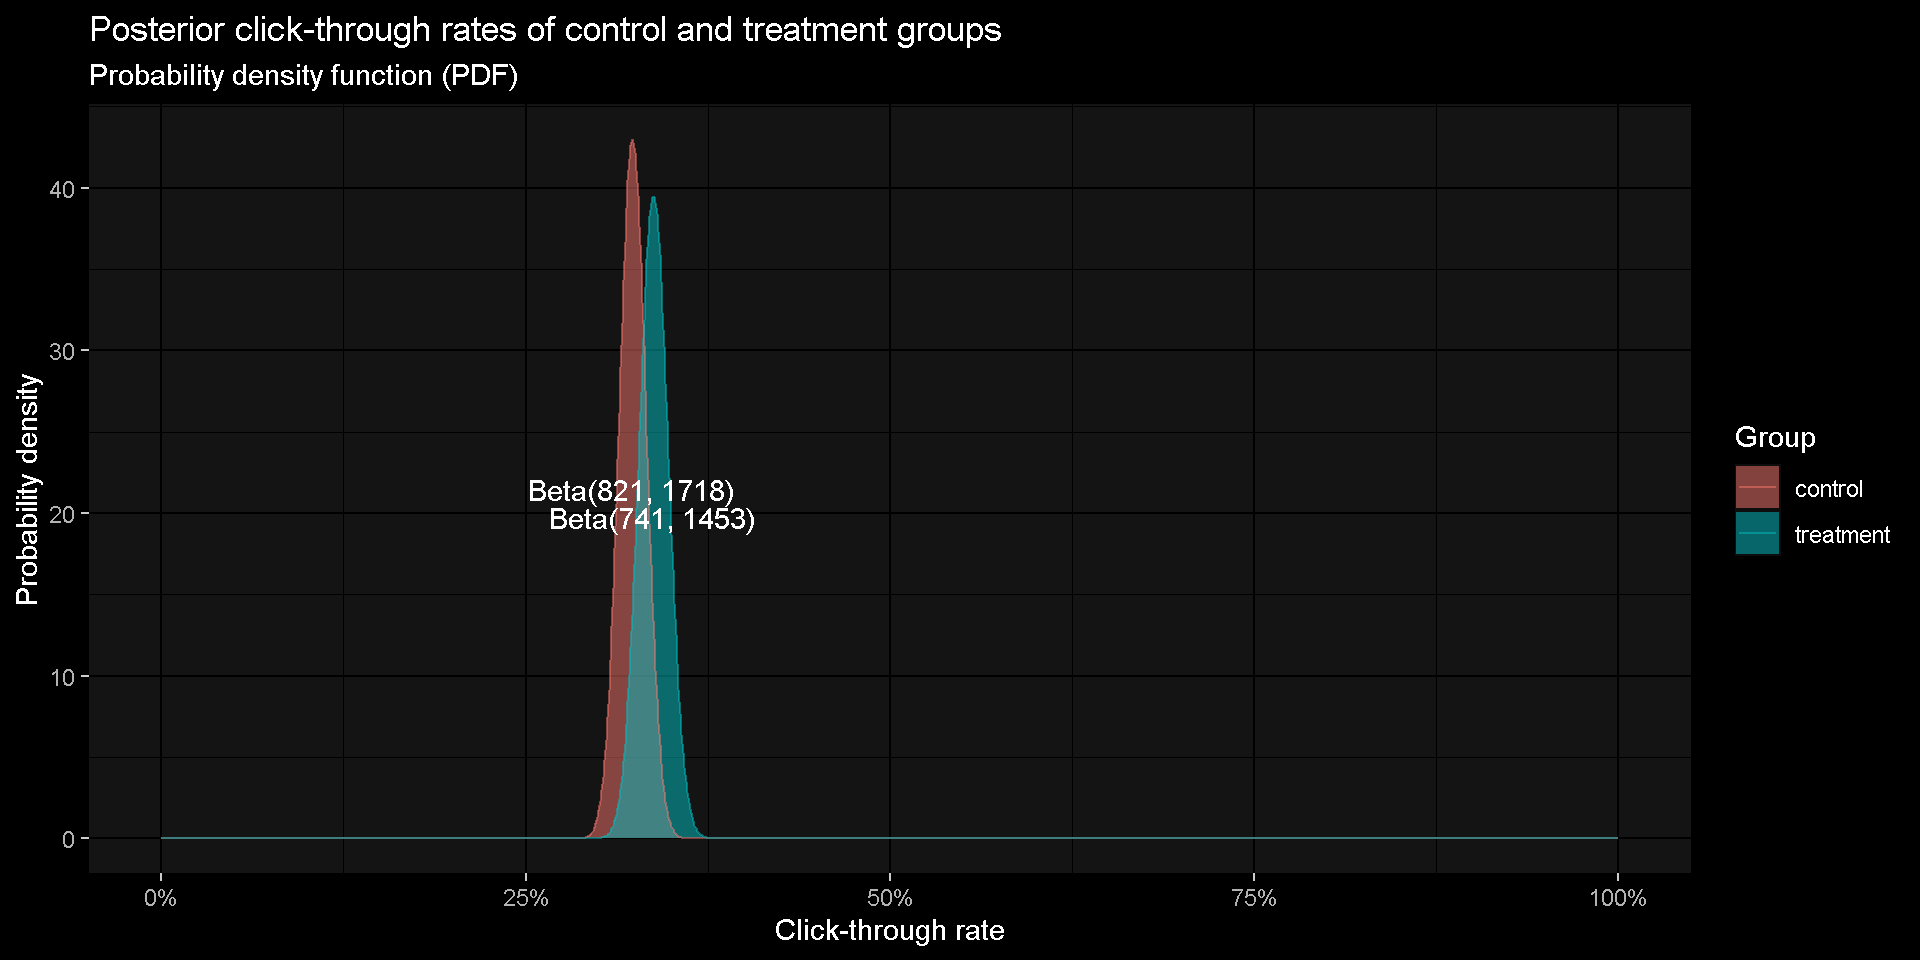 Posterior click-through rates of control and treatment groups
Probability density function (PDF)
Probability density
40
30
20
10
0
Beta(821, 1718)
Beta(741, 1453)
0%
25%
50%
75%
100%
Click-through rate
Group
control
treatment